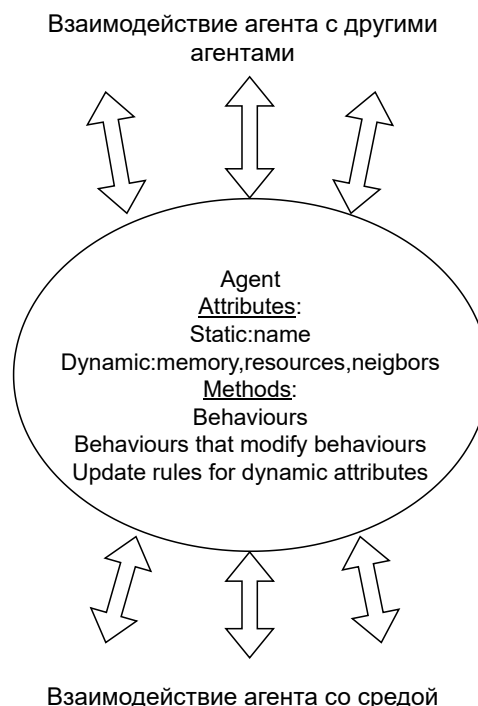 Взаимодействие агента с другими
агентами
Agent
Attributes:
Static:name
Dynamic:memory,resources,neigbors
Methods:
Behaviours
Behaviours that modify behaviours
Update rules for dynamic attributes
Взаимодействие агента со средой